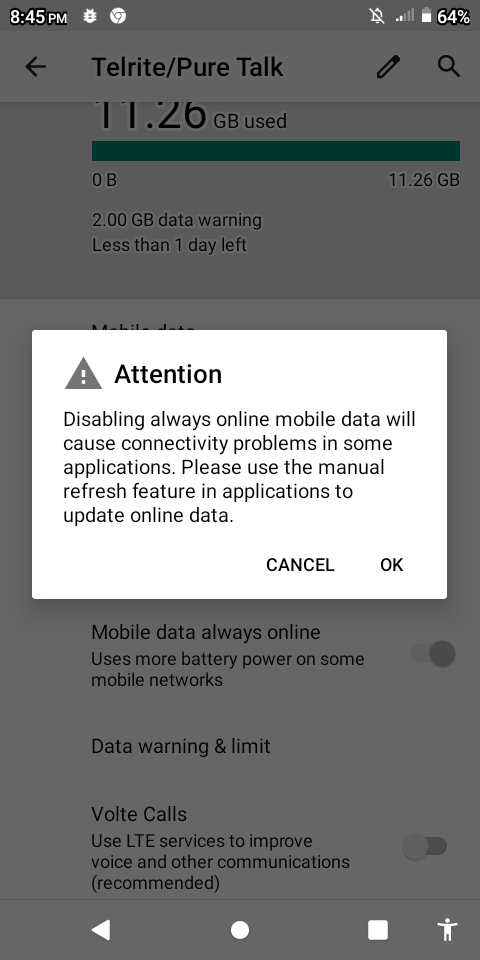 8:45 PM 64%
Telrite/Pure Talk
11.26 GB used
0 B 11.26 GB
2.00 GB data warning
Less than 1 day left
Mobile data
Attention
Disabling always online mobile data will
cause connectivity problems in some
applications. Please use the manual
refresh feature in applications to
update online data.
CANCEL OK
Mobile data always online
Uses more battery power on some
mobile networks
Data warning & limit
Volte Calls
Use LTE services to improve
voice and other communications
(recommended)